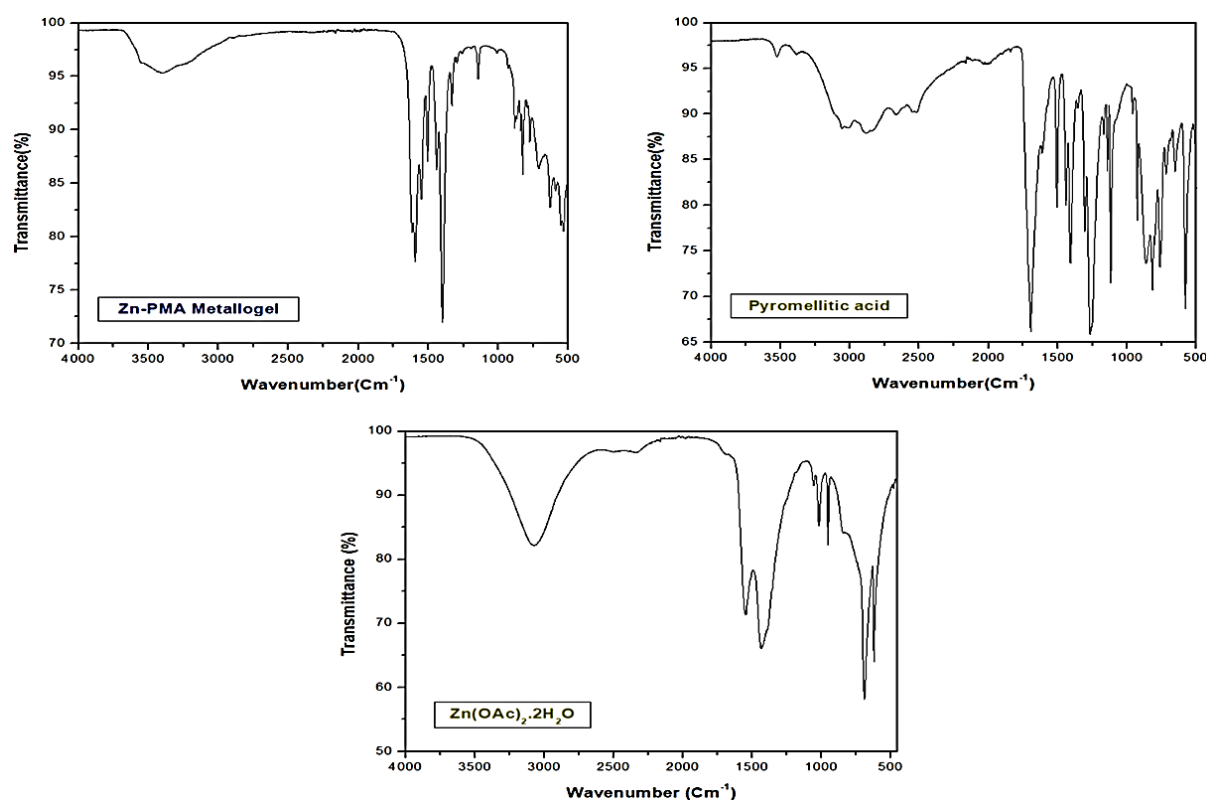 100
95
90
85
80
75
70
Transmittance(%)
Zn-PMA Metallogel
4000 3500 3000 2500 2000 1500 1000 500
Wavenumber(Cm⁻¹)
100
95
90
85
80
75
70
65
Transmittance(%)
Pyromellitic acid
4000 3500 3000 2500 2000 1500 1000 500
Wavenumber(Cm⁻¹)
100
90
80
70
60
50
Transmittance (%)
Zn(OAc)₂.2H₂O
4000 3500 3000 2500 2000 1500 1000 500
Wavenumber (Cm⁻¹)